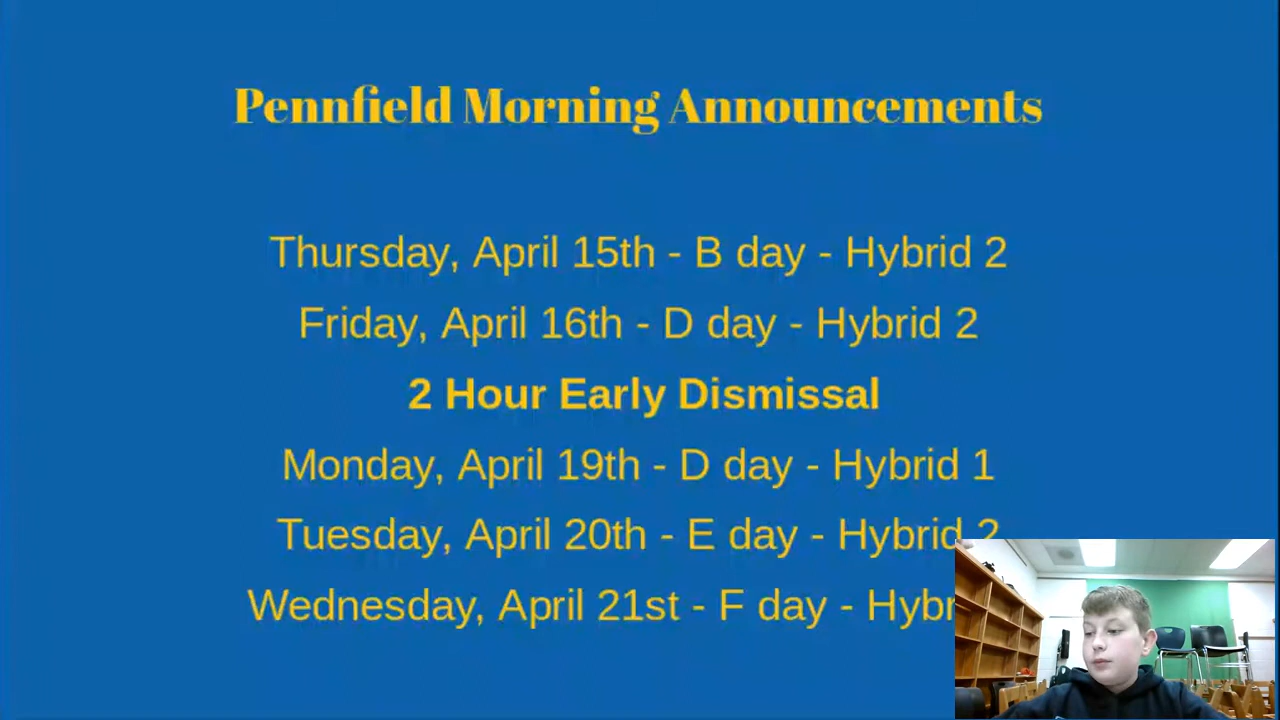 Pennfield Morning Announcements
Thursday, April 15th - B day - Hybrid 2
Friday, April 16th - D day - Hybrid 2
2 Hour Early Dismissal
Monday, April 19th - D day - Hybrid 1
Tuesday, April 20th - E day - Hybrid 2
Wednesday, April 21st - F day -